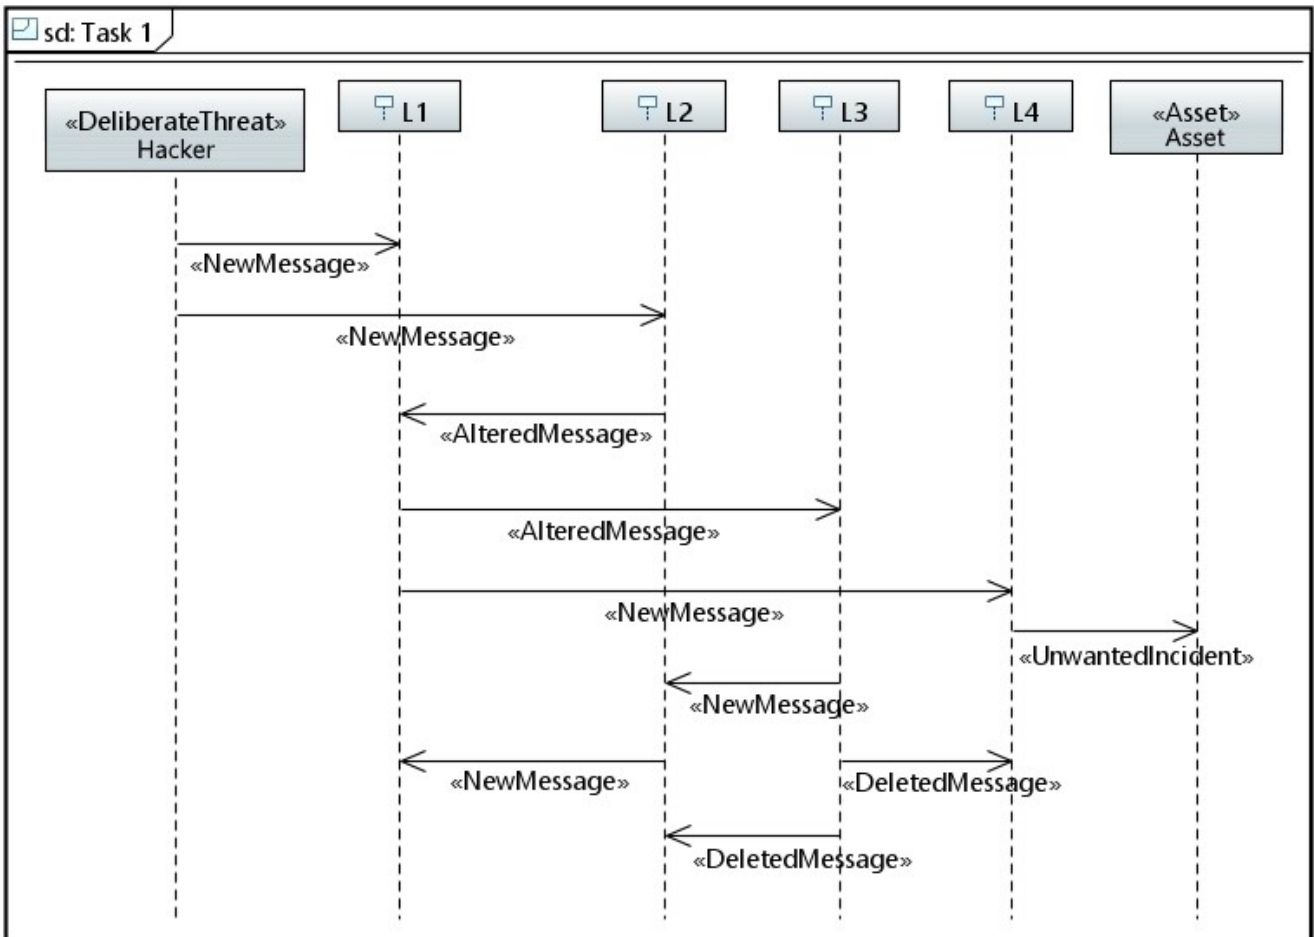 sd: Task 1
«DeliberateThreat»
Hacker
L1
L2
L3
L4
«Asset»
Asset
«NewMessage»
«NewMessage»
«AlteredMessage»
«AlteredMessage»
«NewMessage»
«UnwantedIncident»
«NewMessage»
«NewMessage»
«DeletedMessage»
«DeletedMessage»